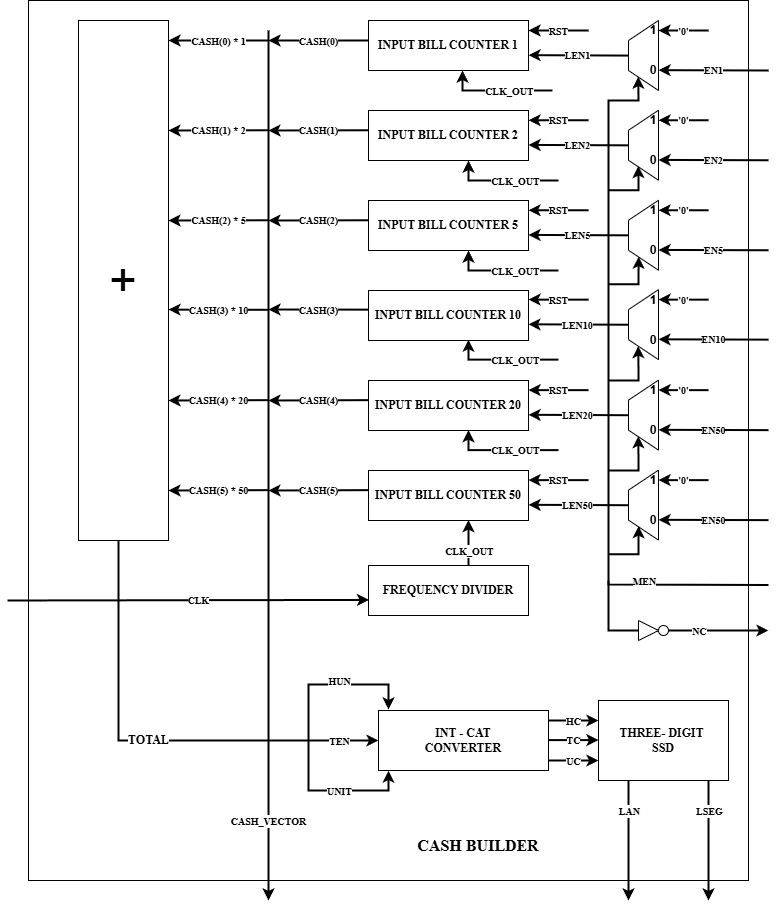 CASH(0) * 1
CASH(0)
INPUT BILL COUNTER 1
RST
LEN1
1
'0'
0
EN1
CLK_OUT
CASH(1) * 2
CASH(1)
INPUT BILL COUNTER 2
RST
LEN2
1
'0'
0
EN2
CLK_OUT
CASH(2) * 5
CASH(2)
INPUT BILL COUNTER 5
RST
LEN5
1
'0'
0
EN5
CLK_OUT
+
CASH(3) * 10
CASH(3)
INPUT BILL COUNTER 10
RST
LEN10
1
'0'
0
EN10
CLK_OUT
CASH(4) * 20
CASH(4)
INPUT BILL COUNTER 20
RST
LEN20
1
'0'
0
EN50
CLK_OUT
CASH(5) * 50
CASH(5)
INPUT BILL COUNTER 50
RST
LEN50
1
'0'
0
EN50
CLK_OUT
FREQUENCY DIVIDER
CLK
MEN
NC
HUN
TOTAL
TEN
UNIT
INT - CAT
CONVERTER
HC
TC
UC
THREE- DIGIT
SSD
CASH_VECTOR
LAN
LSEG
CASH BUILDER